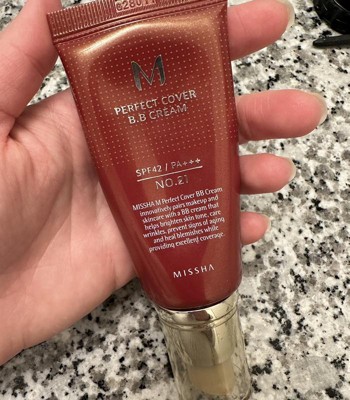 M
PERFECT COVER
B.B CREAM
SPF42 / PA+++
NO.21
MISSHA M Perfect Cover BB Cream
innovatively pairs makeup and
skincare with a BB cream that
helps brighten skin tone, care
wrinkles, prevent signs of aging
and heal blemishes while
providing excellent coverage.
MISSHA